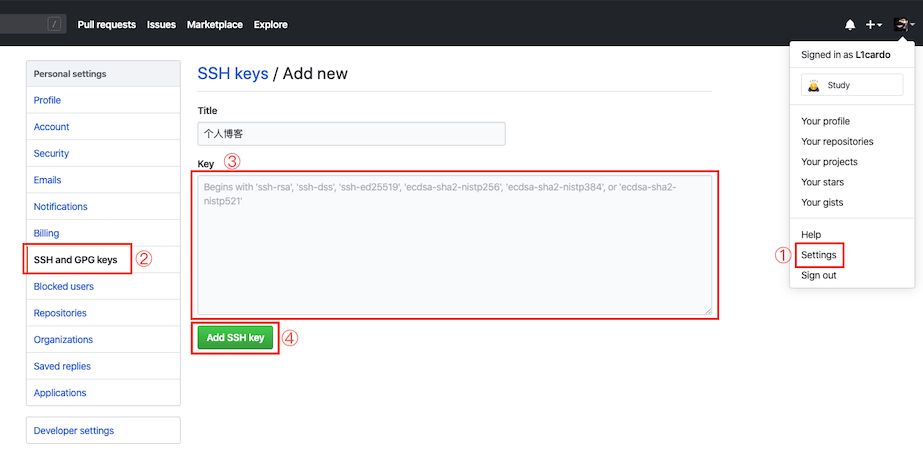 /
Pull requests Issues Marketplace Explore
Signed in as L1cardo
Study
Your profile
Your repositories
Your projects
Your stars
Your gists
Help
① Settings
Sign out
Personal settings
Profile
Account
Security
Emails
Notifications
Billing
SSH and GPG keys ②
Blocked users
Repositories
Organizations
Saved replies
Applications
Developer settings
SSH keys / Add new
Title
个人博客
Key ③
Begins with 'ssh-rsa', 'ssh-dss', 'ssh-ed25519', 'ecdsa-sha2-nistp256', 'ecdsa-sha2-nistp384', or 'ecdsa-sha2-
nistp521'
Add SSH key ④